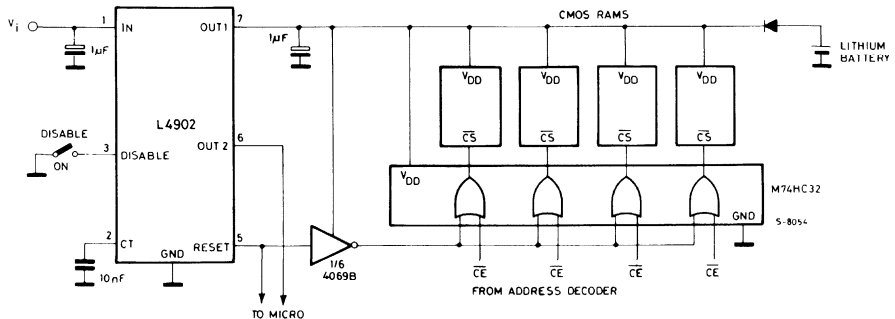 Vi
1
IN
OUT 1
7
1μF
1μF
CMOS RAMS
LITHIUM
BATTERY
VDD
VDD
VDD
VDD
L4902
CS
CS
CS
CS
DISABLE
ON
3
DISABLE
OUT 2
6
VDD
M74HC32
GND
S-8054
2
CT
GND
RESET
5
10nF
1/6
4069B
CE
CE
CE
CE
FROM ADDRESS DECODER
TO MICRO